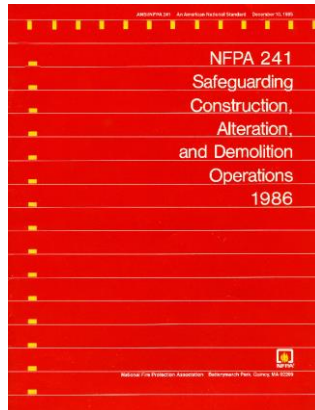 ANSI/NFPA 241 An American National Standard December 10, 1985
NFPA 241
Safeguarding
Construction,
Alteration,
and Demolition
Operations
1986
NFPA
National Fire Protection Association Batterymarch Park, Quincy, MA 02269